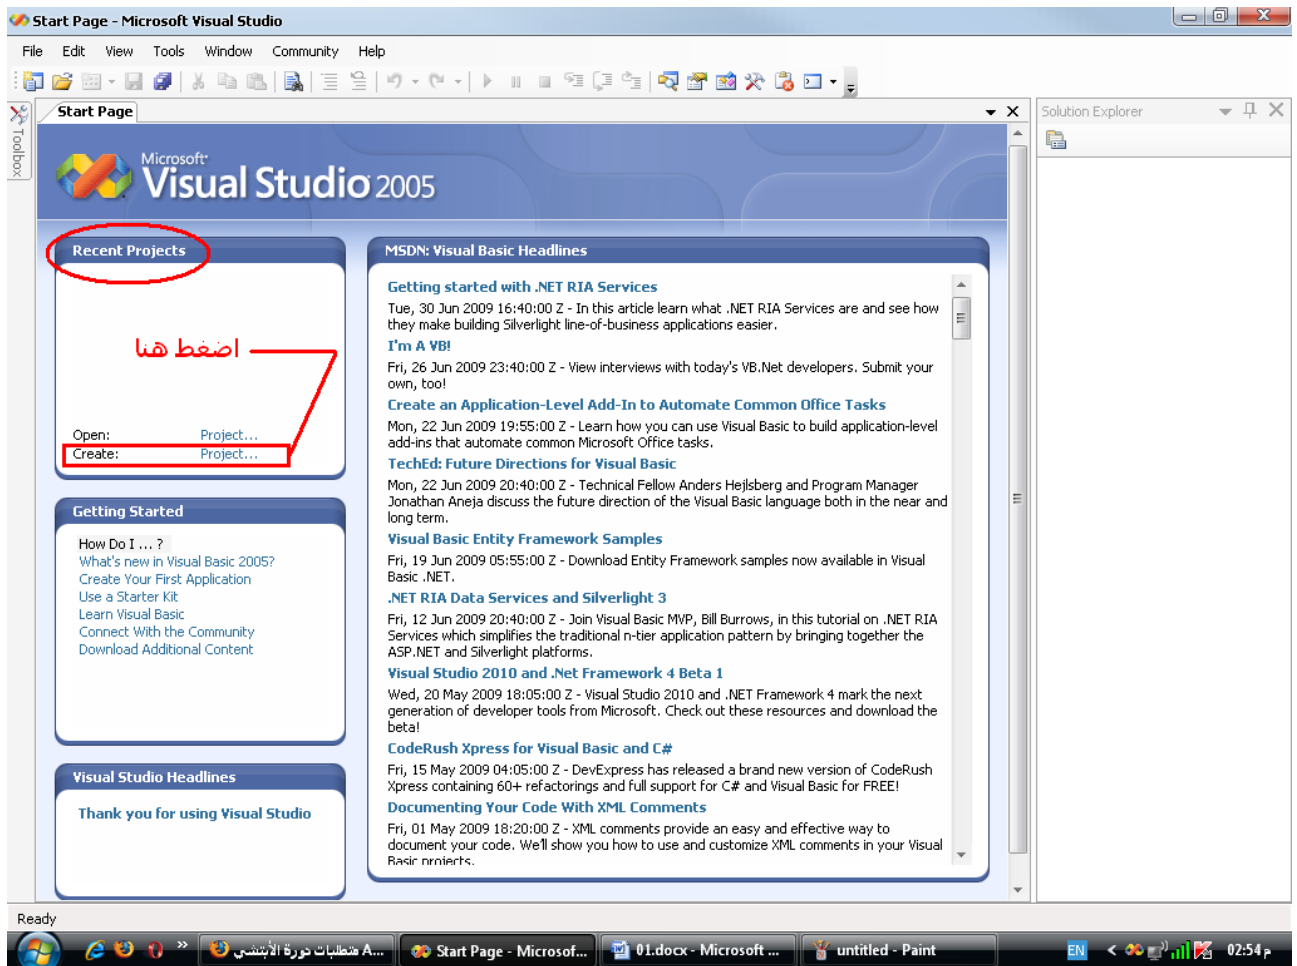 Start Page - Microsoft Visual Studio
File Edit View Tools Window Community Help
Toolbox
Start Page
Solution Explorer
Microsoft
Visual Studio 2005
Recent Projects
اضغط هنا
Open: Project...
Create: Project...
Getting Started
How Do I ... ?
What's new in Visual Basic 2005?
Create Your First Application
Use a Starter Kit
Learn Visual Basic
Connect With the Community
Download Additional Content
Visual Studio Headlines
Thank you for using Visual Studio
MSDN: Visual Basic Headlines
Getting started with .NET RIA Services
Tue, 30 Jun 2009 16:40:00 Z - In this article learn what .NET RIA Services are and see how
they make building Silverlight line-of-business applications easier.
I'm A VB!
Fri, 26 Jun 2009 23:40:00 Z - View interviews with today's VB.Net developers. Submit your
own, too!
Create an Application-Level Add-In to Automate Common Office Tasks
Mon, 22 Jun 2009 19:55:00 Z - Learn how you can use Visual Basic to build application-level
add-ins that automate common Microsoft Office tasks.
TechEd: Future Directions for Visual Basic
Mon, 22 Jun 2009 20:40:00 Z - Technical Fellow Anders Hejlsberg and Program Manager
Jonathan Aneja discuss the future direction of the Visual Basic language both in the near and
long term.
Visual Basic Entity Framework Samples
Fri, 19 Jun 2009 05:55:00 Z - Download Entity Framework samples now available in Visual
Basic .NET.
.NET RIA Data Services and Silverlight 3
Fri, 12 Jun 2009 20:40:00 Z - Join Visual Basic MVP, Bill Burrows, in this tutorial on .NET RIA
Services which simplifies the traditional n-tier application pattern by bringing together the
ASP.NET and Silverlight platforms.
Visual Studio 2010 and .Net Framework 4 Beta 1
Wed, 20 May 2009 18:05:00 Z - Visual Studio 2010 and .NET Framework 4 mark the next
generation of developer tools from Microsoft. Check out these resources and download the
beta!
CodeRush Xpress for Visual Basic and C#
Fri, 15 May 2009 04:05:00 Z - DevExpress has released a brand new version of CodeRush
Xpress containing 60+ refactorings and full support for C# and Visual Basic for FREE!
Documenting Your Code With XML Comments
Fri, 01 May 2009 18:20:00 Z - XML comments provide an easy and effective way to
document your code. We'll show you how to use and customize XML comments in your Visual
Basic projects.
Ready
متطلبات دورة الأبتشي A...
Start Page - Microsof...
01.docx - Microsoft ...
untitled - Paint
EN
02:54 م